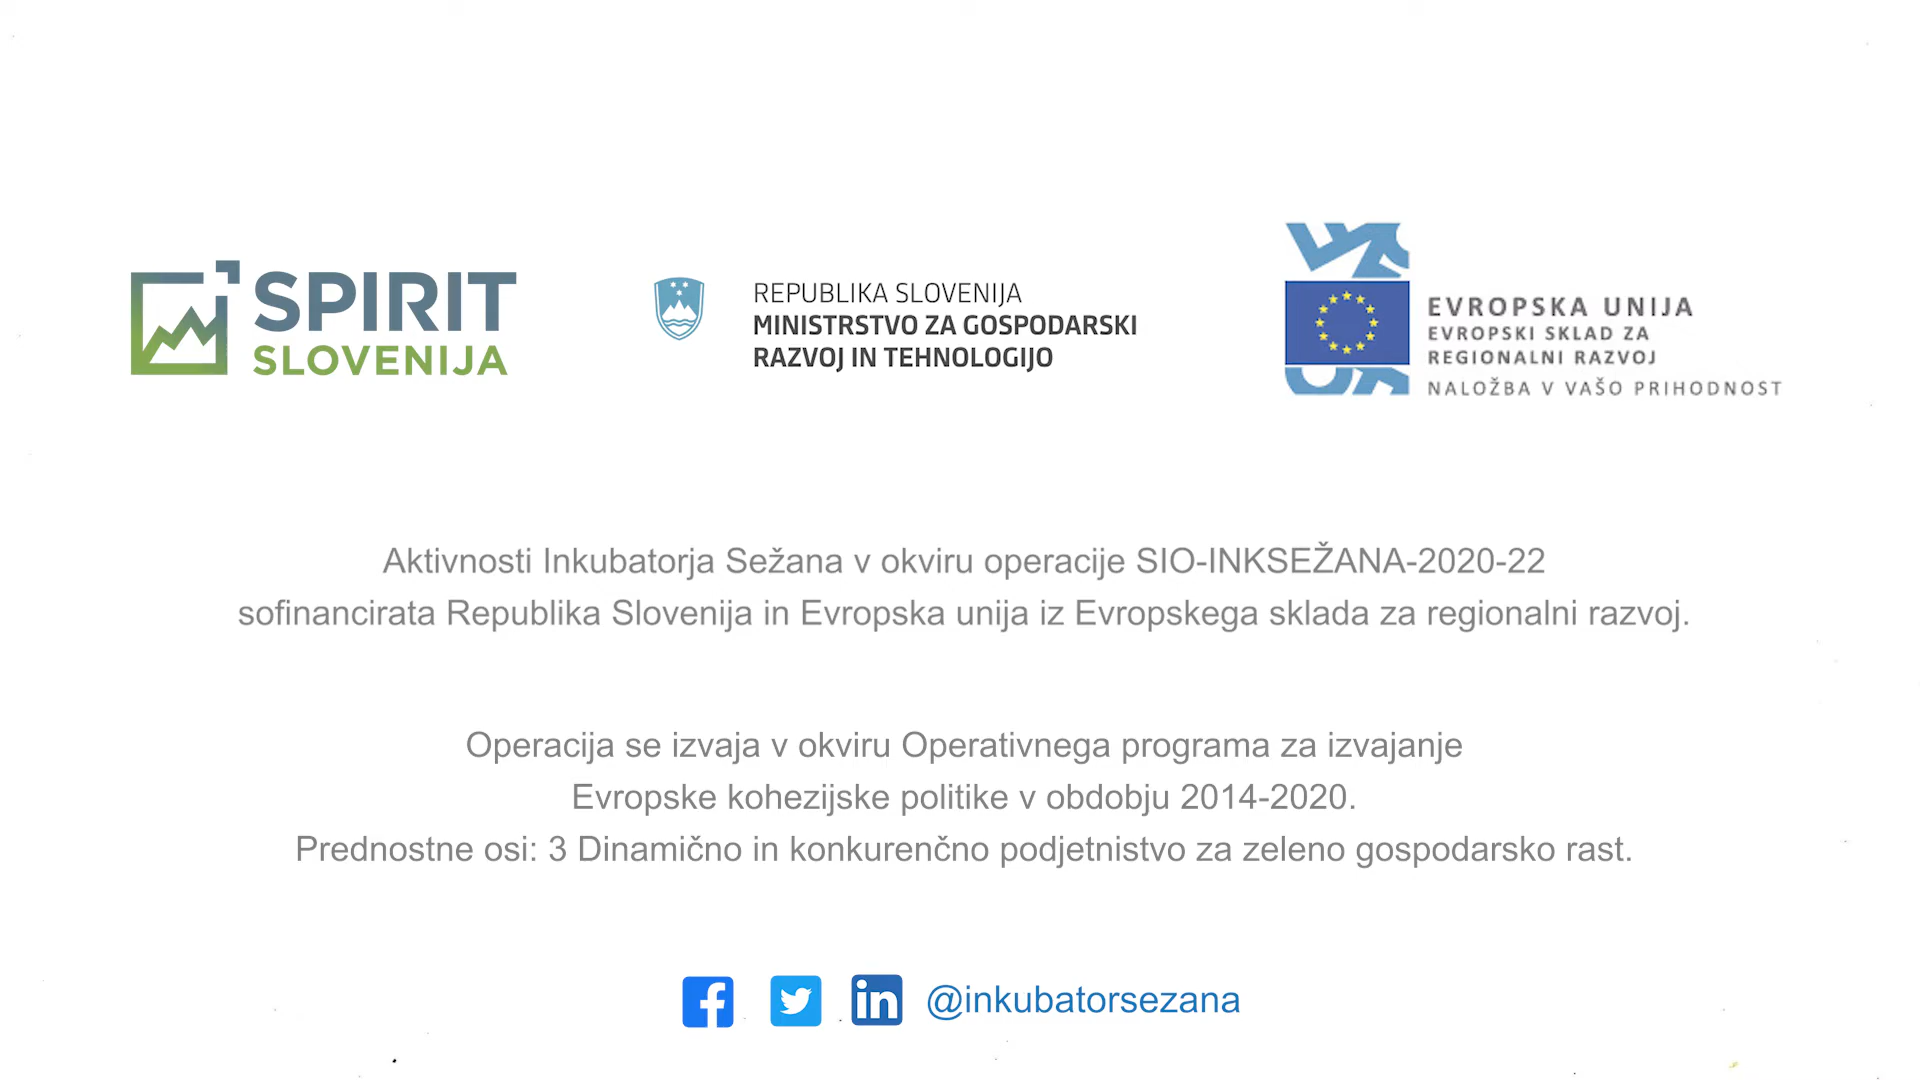 SPIRIT
SLOVENIJA
REPUBLIKA SLOVENIJA
MINISTRSTVO ZA GOSPODARSKI
RAZVOJ IN TEHNOLOGIJO
EVROPSKA UNIJA
EVROPSKI SKLAD ZA
REGIONALNI RAZVOJ
NALOŽBA V VAŠO PRIHODNOST
Aktivnosti Inkubatorja Sežana v okviru operacije SIO-INKSEŽANA-2020-22
sofinancirata Republika Slovenija in Evropska unija iz Evropskega sklada za regionalni razvoj.
Operacija se izvaja v okviru Operativnega programa za izvajanje
Evropske kohezijske politike v obdobju 2014-2020.
Prednostne osi: 3 Dinamično in konkurenčno podjetnistvo za zeleno gospodarsko rast.
@inkubatorsezana